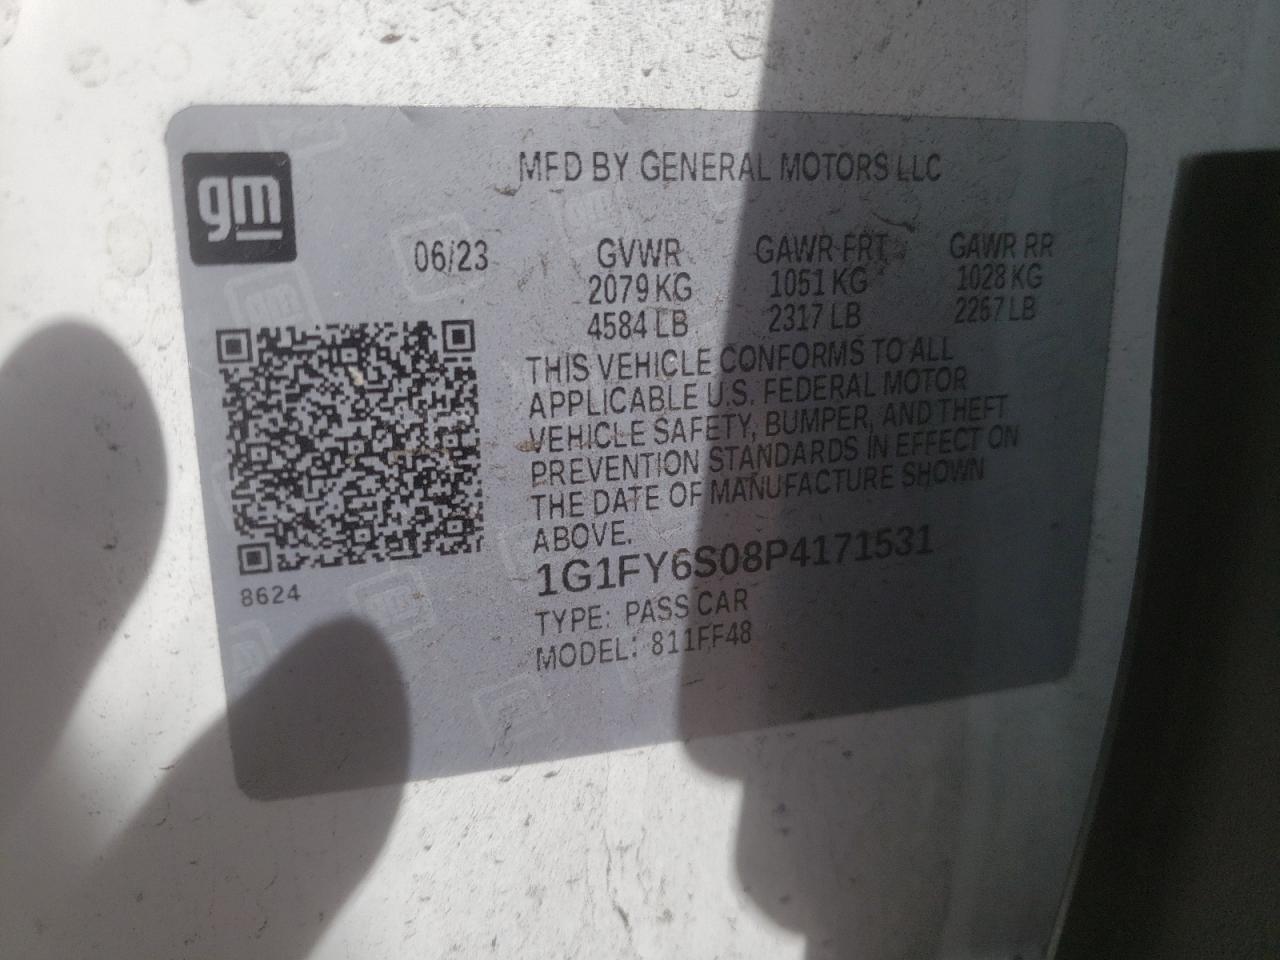 gm
MFD BY GENERAL MOTORS LLC
06/23 GVWR GAWR FRT GAWR RR
2079 KG 1051 KG 1028 KG
4584 LB 2317 LB 2267 LB
THIS VEHICLE CONFORMS TO ALL
APPLICABLE U.S. FEDERAL MOTOR
VEHICLE SAFETY, BUMPER, AND THEFT
PREVENTION STANDARDS IN EFFECT ON
THE DATE OF MANUFACTURE SHOWN
ABOVE.
1G1FY6S08P4171531
TYPE: PASS CAR
MODEL: 811FF48
8624